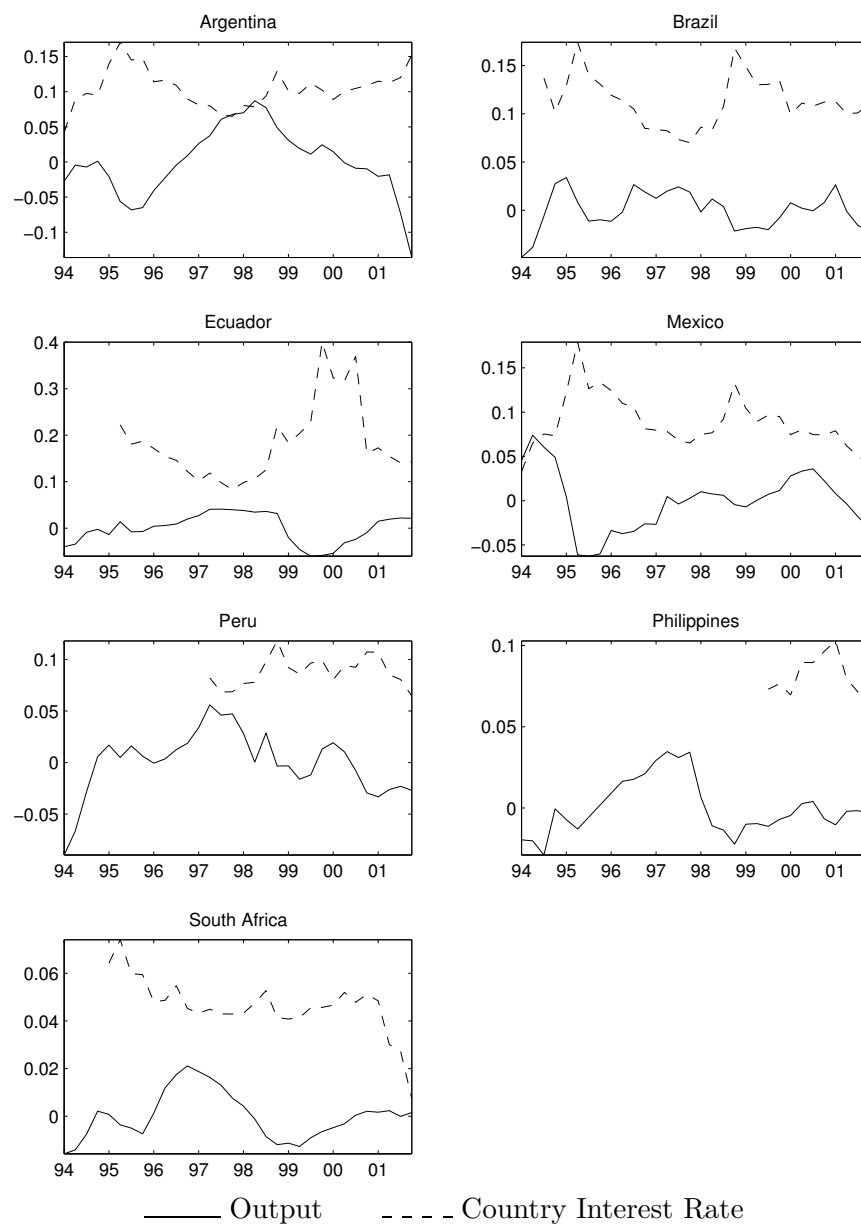 Argentina
0.15
0.1
0.05
0
−0.05
−0.1
94 95 96 97 98 99 00 01
Brazil
0.15
0.1
0.05
0
94 95 96 97 98 99 00 01
Ecuador
0.4
0.3
0.2
0.1
0
94 95 96 97 98 99 00 01
Mexico
0.15
0.1
0.05
0
−0.05
94 95 96 97 98 99 00 01
Peru
0.1
0.05
0
−0.05
94 95 96 97 98 99 00 01
Philippines
0.1
0.05
0
94 95 96 97 98 99 00 01
South Africa
0.06
0.04
0.02
0
94 95 96 97 98 99 00 01
Output Country Interest Rate